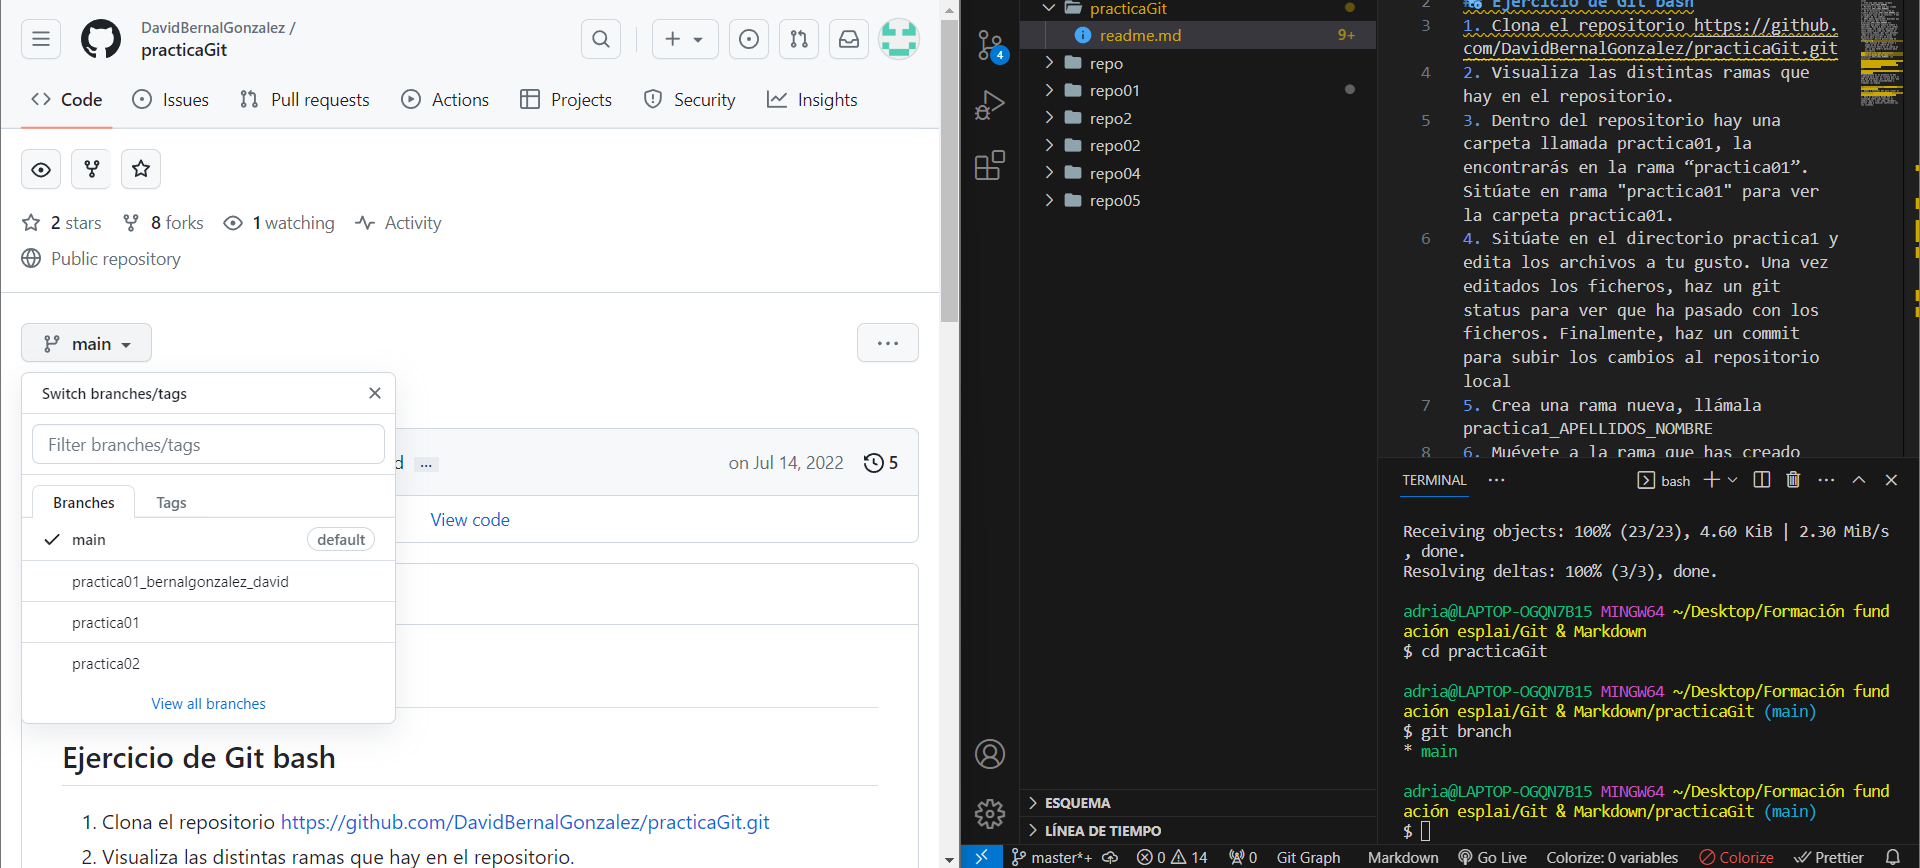 DavidBernalGonzalez /
practicaGit
Code
Issues
Pull requests
Actions
Projects
Security
Insights
2 stars
8 forks
1 watching
Activity
Public repository
main
Switch branches/tags
Filter branches/tags
Branches
Tags
main
default
practica01_bernalgonzalez_david
practica01
practica02
View all branches
d ...
on Jul 14, 2022
5
View code
Ejercicio de Git bash
1. Clona el repositorio https://github.com/DavidBernalGonzalez/practicaGit.git
2. Visualiza las distintas ramas que hay en el repositorio.
4
practicaGit
readme.md
9+
repo
repo01
repo2
repo02
repo04
repo05
ESQUEMA
LÍNEA DE TIEMPO
2
Ejercicio de Git bash
3
1. Clona el repositorio https://github.
com/DavidBernalGonzalez/practicaGit.git
4
2. Visualiza las distintas ramas que
hay en el repositorio.
5
3. Dentro del repositorio hay una
carpeta llamada practica01, la
encontrarás en la rama “practica01”.
Sitúate en rama "practica01" para ver
la carpeta practica01.
6
4. Sitúate en el directorio practica1 y
edita los archivos a tu gusto. Una vez
editados los ficheros, haz un git
status para ver que ha pasado con los
ficheros. Finalmente, haz un commit
para subir los cambios al repositorio
local
7
5. Crea una rama nueva, llámala
practica1_APELLIDOS_NOMBRE
8
6. Muévete a la rama que has creado
TERMINAL
bash
Receiving objects: 100% (23/23), 4.60 KiB | 2.30 MiB/s
, done.
Resolving deltas: 100% (3/3), done.
adria@LAPTOP-OGQN7B15 MINGW64 ~/Desktop/Formación fund
ación esplai/Git & Markdown
$ cd practicaGit
adria@LAPTOP-OGQN7B15 MINGW64 ~/Desktop/Formación fund
ación esplai/Git & Markdown/practicaGit (main)
$ git branch
* main
adria@LAPTOP-OGQN7B15 MINGW64 ~/Desktop/Formación fund
ación esplai/Git & Markdown/practicaGit (main)
$
master*+
0
14
0
Git Graph
Markdown
Go Live
Colorize: 0 variables
Colorize
Prettier